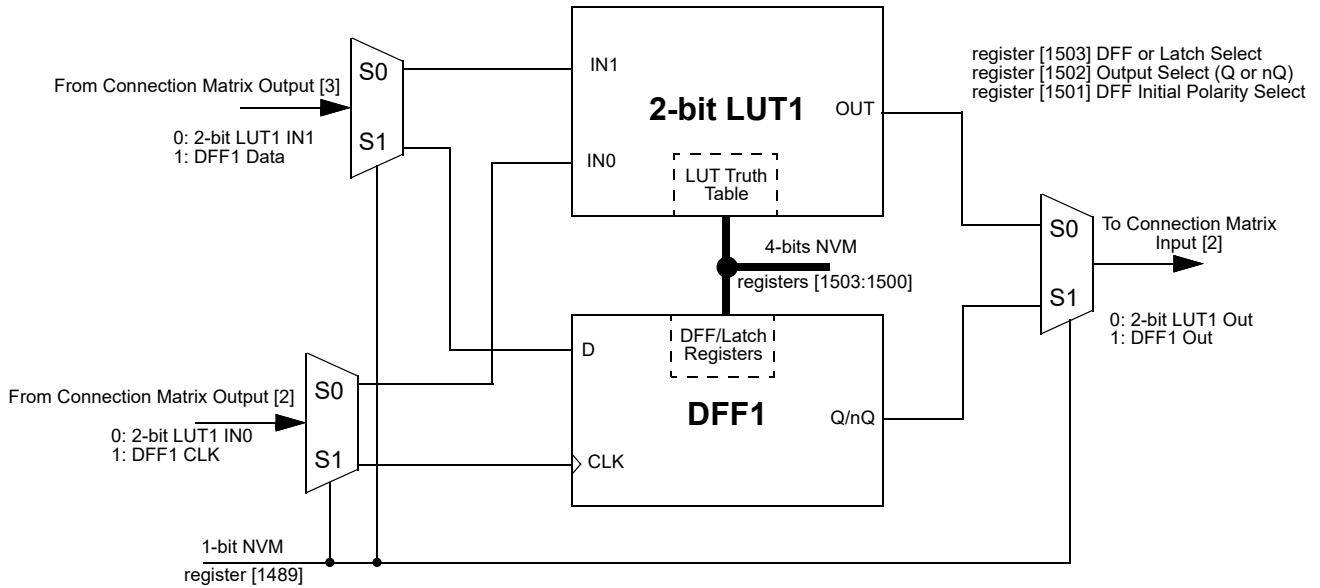 From Connection Matrix Output [3]
0: 2-bit LUT1 IN1
1: DFF1 Data
S0
S1
IN1
IN0
2-bit LUT1
OUT
LUT Truth
Table
register [1503] DFF or Latch Select
register [1502] Output Select (Q or nQ)
register [1501] DFF Initial Polarity Select
4-bits NVM
registers [1503:1500]
S0
S1
To Connection Matrix
Input [2]
0: 2-bit LUT1 Out
1: DFF1 Out
From Connection Matrix Output [2]
0: 2-bit LUT1 IN0
1: DFF1 CLK
S0
S1
D
CLK
DFF/Latch
Registers
DFF1
Q/nQ
1-bit NVM
register [1489]